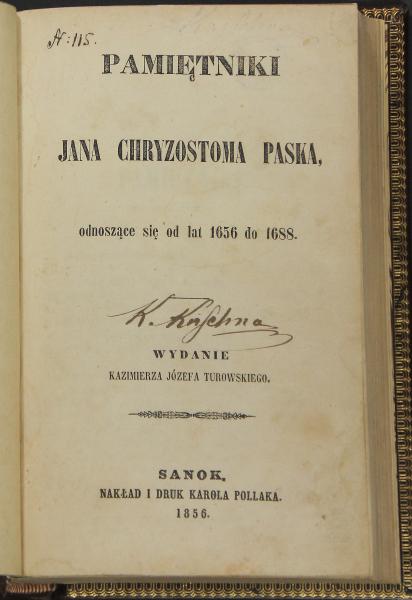 N: 115.
PAMIĘTNIKI
JANA CHRYZOSTOMA PASKA,
odnoszące się od lat 1656 do 1688.
K.
WYDANIE
KAZIMIERZA JÓZEFA TUROWSKIEGO.
SANOK,
NAKŁAD I DRUK KAROLA POLLAKA.
1856.